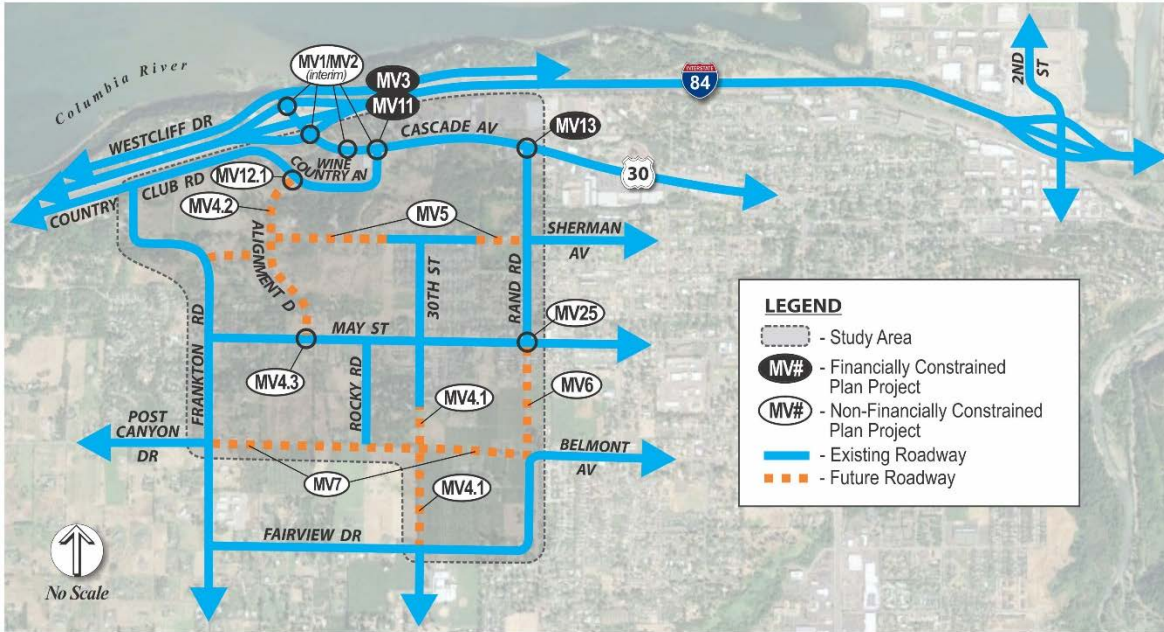 MV1/MV2
(interim)
MV3
MV11
INTERSTATE
84
2ND
ST
Columbia River
WESTCLIFF DR
CASCADE AV
MV13
WINE
COUNTRY AV
30
MV12.1
COUNTRY CLUB RD
MV4.2
MV5
SHERMAN
AV
ALIGNMENT D
30TH ST
RAND RD
FRANKTON RD
MAY ST
MV25
MV4.3
ROCKY RD
MV4.1
MV6
POST
CANYON
DR
BELMONT
AV
MV7
MV4.1
FAIRVIEW DR
No Scale
LEGEND
- Study Area
MV# - Financially Constrained
Plan Project
MV# - Non-Financially Constrained
Plan Project
- Existing Roadway
- Future Roadway